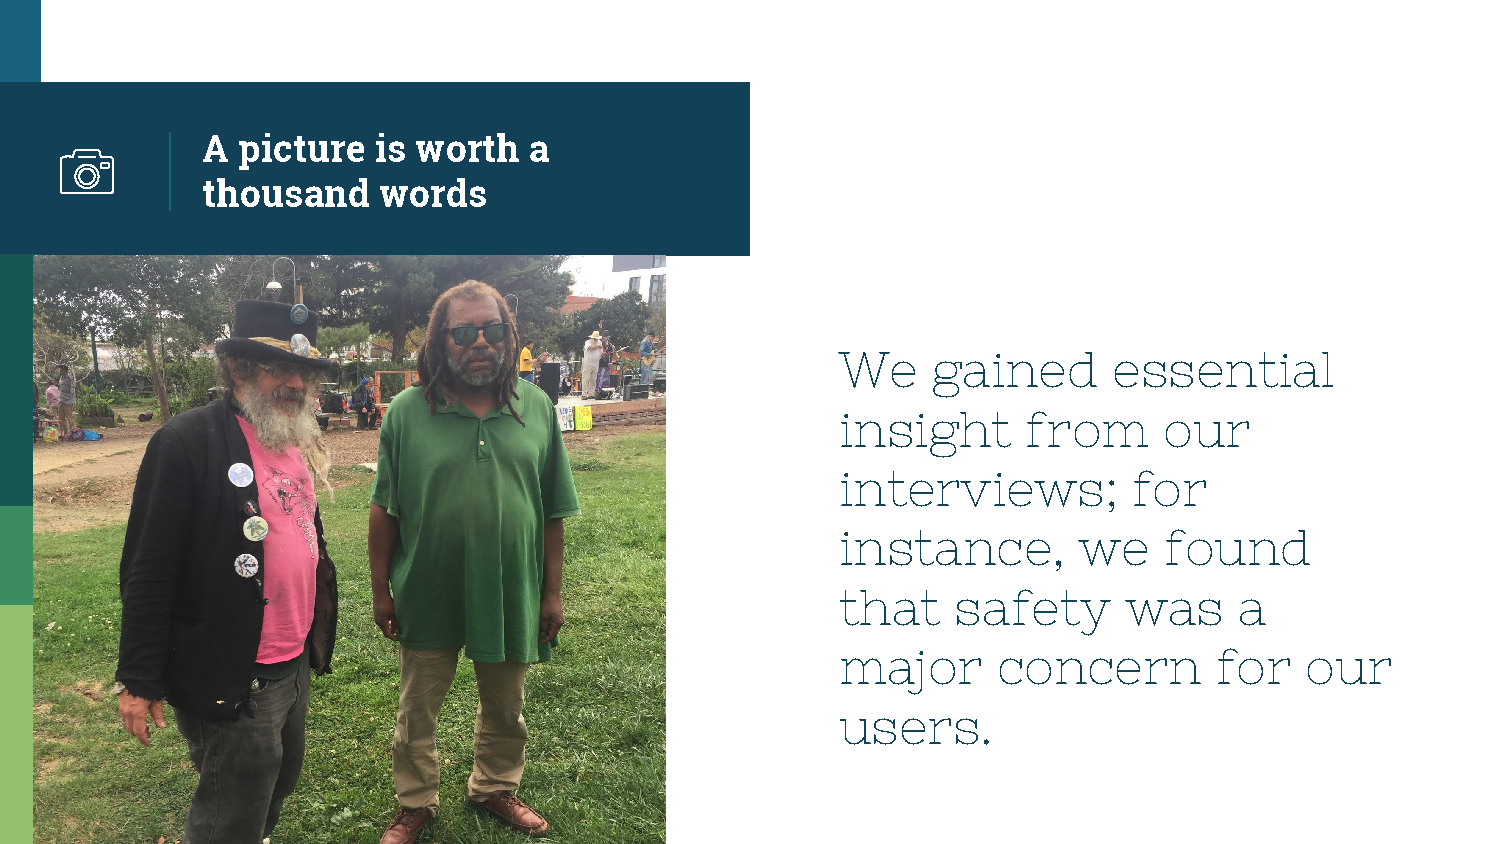 A picture is worth a
thousand words
We gained essential
insight from our
interviews; for
instance, we found
that safety was a
major concern for our
users.